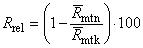 R_rel = (1 − R̅_mtn / R̅_mtk) · 100